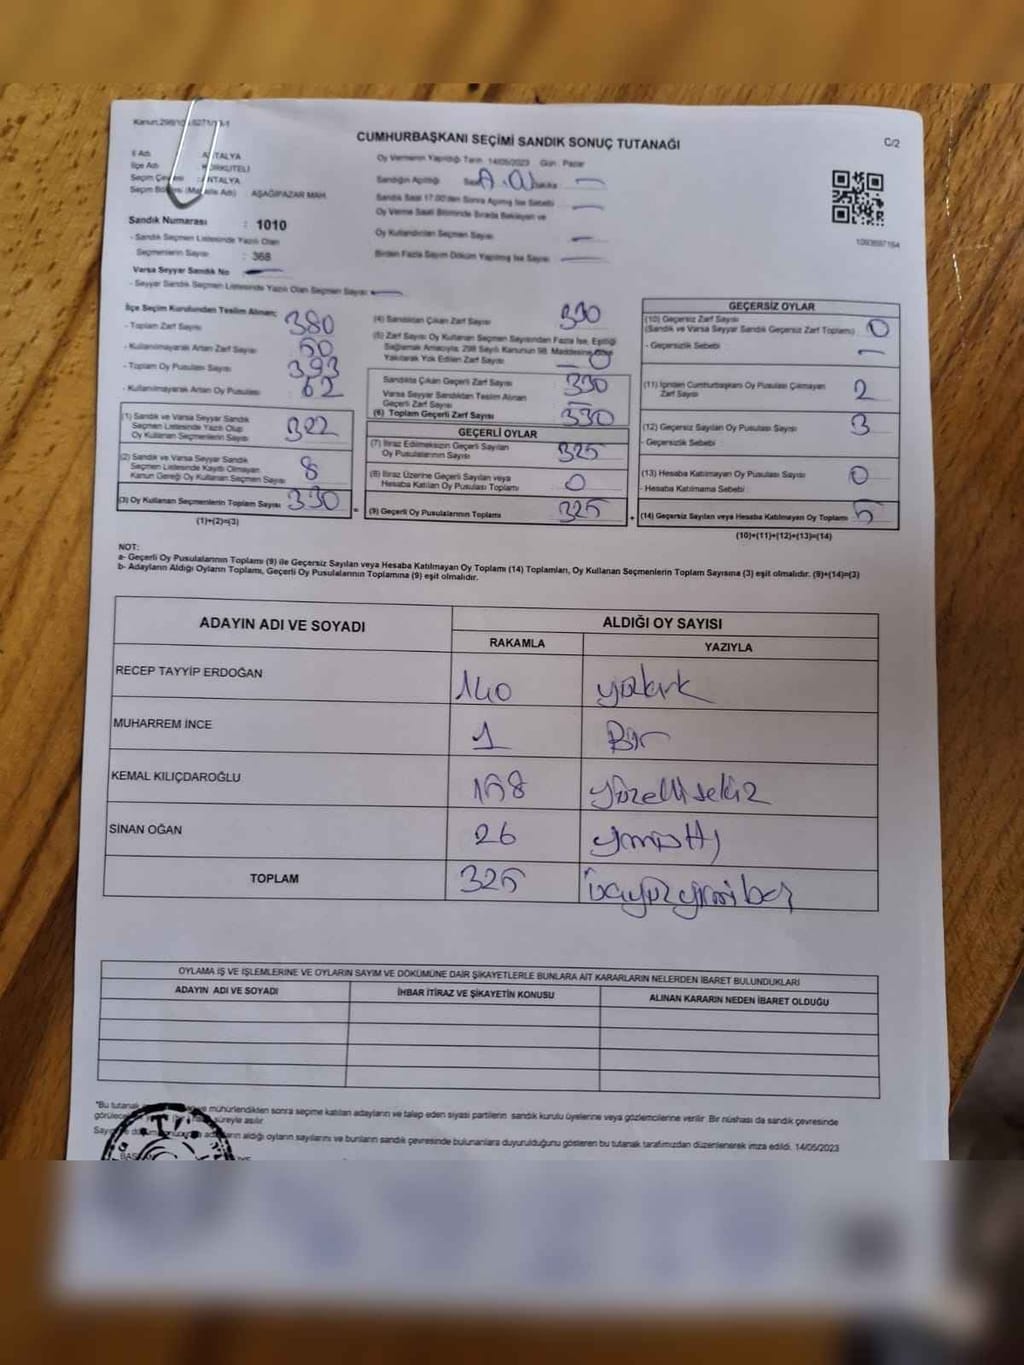 CUMHURBAŞKANI SEÇİMİ SANDIK SONUÇ TUTANAĞI
C/2
İl Adı : ANTALYA
İlçe Adı : KORKUTELİ
Seçim Çevresi : ANTALYA
AŞAĞIPAZAR MAH
Sandık Numarası : 1010
- Sandık Seçmen Listesinde Yazılı Olan
Seçmenlerin Sayısı : 368
Varsa Seyyar Sandık No :
- Seyyar Sandık Seçmen Listesinde Yazılı Olan Seçmen Sayısı
Oy Vermenin Yapıldığı Tarih 14/05/2023 Gün Pazar
Sandığın Açıldığı
Sandık Saat 17.00'den Sonra Açılmış İse Sebebi
Oy Verme Saati Bitiminde Sırada Bekleyen ve
Oy Kullandırılan Seçmen Sayısı
Birden Fazla Sayım Döküm Yapılmış İse Sayısı
1093697164
İlçe Seçim Kurulundan Teslim Alınan;
- Toplam Zarf Sayısı 380
- Kullanılmayarak Artan Zarf Sayısı 50
- Toplam Oy Pusulası Sayısı 393
- Kullanılmayarak Artan Oy Pusulası 62
(1) Sandık ve Varsa Seyyar Sandık
Seçmen Listesinde Yazılı Olup
Oy Kullanan Seçmenlerin Sayısı 322
(2) Sandık ve Varsa Seyyar Sandık
Seçmen Listesinde Kayıtlı Olmayan
Kanun Gereği Oy Kullanan Seçmen Sayısı 8
(3) Oy Kullanan Seçmenlerin Toplam Sayısı 330
(1)+(2)=(3)
(4) Sandıktan Çıkan Zarf Sayısı 330
(5) Zarf Sayısı Oy Kullanan Seçmen Sayısından Fazla İse, Eşitliği
Sağlamak Amacıyla; 298 Sayılı Kanunun 98. Maddesine Göre
Yakılarak Yok Edilen Zarf Sayısı 0
Sandıkta Çıkan Geçerli Zarf Sayısı 330
Varsa Seyyar Sandıktan Teslim Alınan
Geçerli Zarf Sayısı
(6) Toplam Geçerli Zarf Sayısı 330
GEÇERLİ OYLAR
(7) İtiraz Edilmeksizin Geçerli Sayılan
Oy Pusulalarının Sayısı 325
(8) İtiraz Üzerine Geçerli Sayılan veya
Hesaba Katılan Oy Pusulası Toplamı 0
(9) Geçerli Oy Pusulalarının Toplamı 325
GEÇERSİZ OYLAR
(10) Geçersiz Zarf Sayısı
(Sandık ve Varsa Seyyar Sandık Geçersiz Zarf Toplamı) 0
- Geçersizlik Sebebi
(11) İçinden Cumhurbaşkanı Oy Pusulası Çıkmayan
Zarf Sayısı 2
(12) Geçersiz Sayılan Oy Pusulası Sayısı 3
- Geçersizlik Sebebi
(13) Hesaba Katılmayan Oy Pusulası Sayısı 0
- Hesaba Katılmama Sebebi
(14) Geçersiz Sayılan veya Hesaba Katılmayan Oy Toplamı 5
(10)+(11)+(12)+(13)=(14)
NOT:
a- Geçerli Oy Pusulalarının Toplamı (9) ile Geçersiz Sayılan veya Hesaba Katılmayan Oy Toplamı (14) Toplamları, Oy Kullanan Seçmenlerin Toplam Sayısına (3) eşit olmalıdır. (9)+(14)=(3)
b- Adayların Aldığı Oyların Toplamı, Geçerli Oy Pusulalarının Toplamına (9) eşit olmalıdır.
ADAYIN ADI VE SOYADI
ALDIĞI OY SAYISI
RAKAMLA YAZIYLA
RECEP TAYYİP ERDOĞAN 140 yüzkırk
MUHARREM İNCE 1 Bir
KEMAL KILIÇDAROĞLU 158 yüzellisekiz
SİNAN OĞAN 26 yirmialtı
TOPLAM 325 üçyüzyirmibeş
OYLAMA İŞ VE İŞLEMLERİNE VE OYLARIN SAYIM VE DÖKÜMÜNE DAİR ŞİKAYETLERLE BUNLARA AİT KARARLARIN NELERDEN İBARET BULUNDUKLARI
ADAYIN ADI VE SOYADI İHBAR İTİRAZ VE ŞİKAYETİN KONUSU ALINAN KARARIN NEDEN İBARET OLDUĞU
"Bu tutanak mühürlendikten sonra seçime katılan adayların ve talep eden siyasi partilerin sandık kurulu üyelerine veya gözlemcilerine verilir. Bir nüshası da sandık çevresinde
süreyle asılır.
aldığı oyların sayılarını ve bunların sandık çevresinde bulunanlara duyurulduğunu gösteren bu tutanak tarafımızdan düzenlenerek imza edildi. 14/05/2023